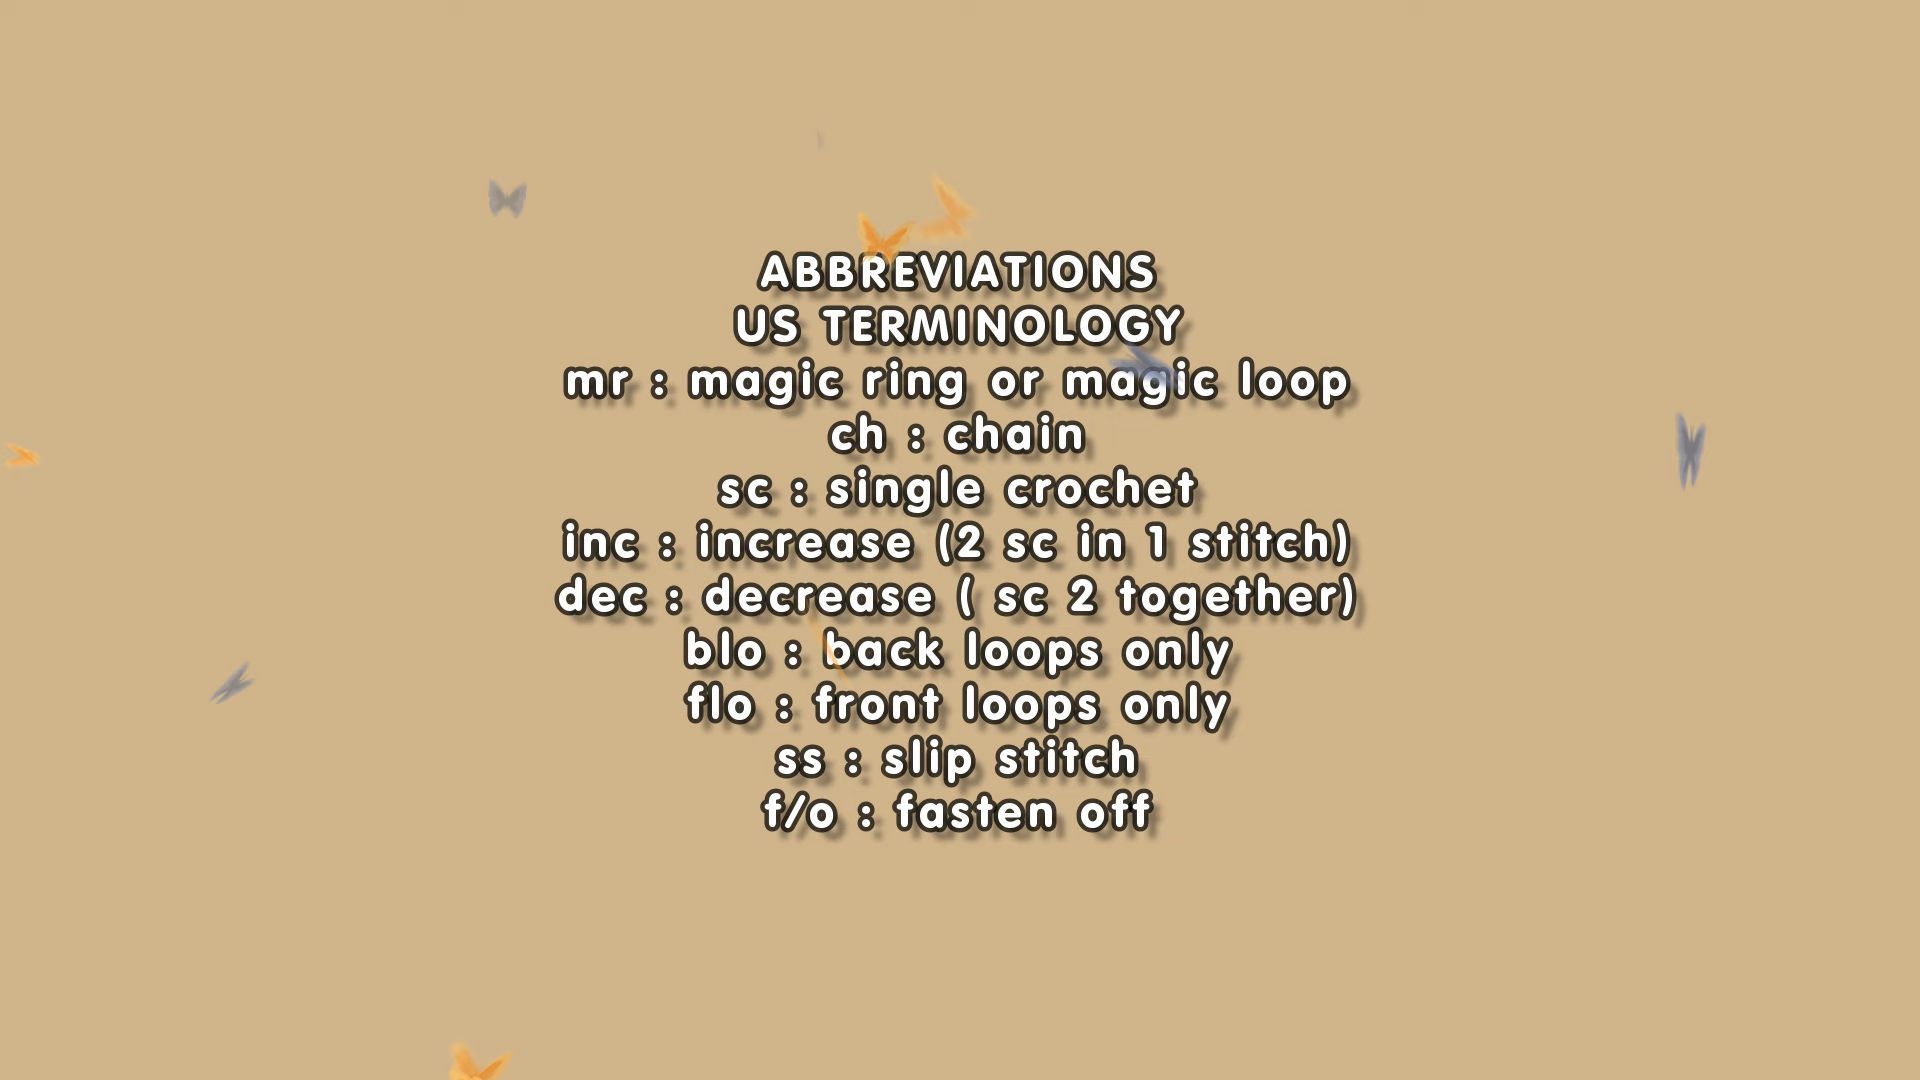 ABBREVIATIONS
US TERMINOLOGY
mr : magic ring or magic loop
ch : chain
sc : single crochet
inc : increase (2 sc in 1 stitch)
dec : decrease ( sc 2 together)
blo : back loops only
flo : front loops only
ss : slip stitch
f/o : fasten off